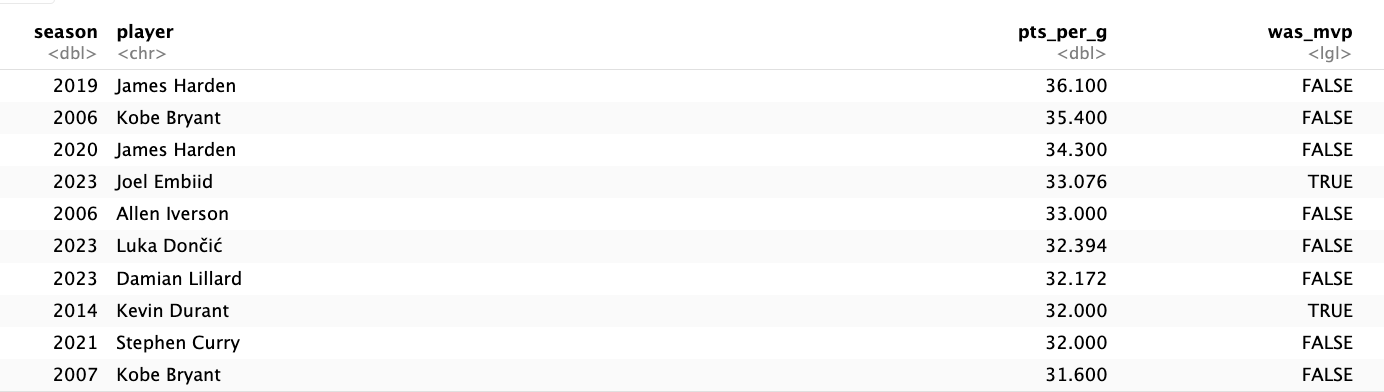 season player pts_per_g was_mvp
<dbl> <chr> <dbl> <lgl>
2019 James Harden 36.100 FALSE
2006 Kobe Bryant 35.400 FALSE
2020 James Harden 34.300 FALSE
2023 Joel Embiid 33.076 TRUE
2006 Allen Iverson 33.000 FALSE
2023 Luka Dončić 32.394 FALSE
2023 Damian Lillard 32.172 FALSE
2014 Kevin Durant 32.000 TRUE
2021 Stephen Curry 32.000 FALSE
2007 Kobe Bryant 31.600 FALSE